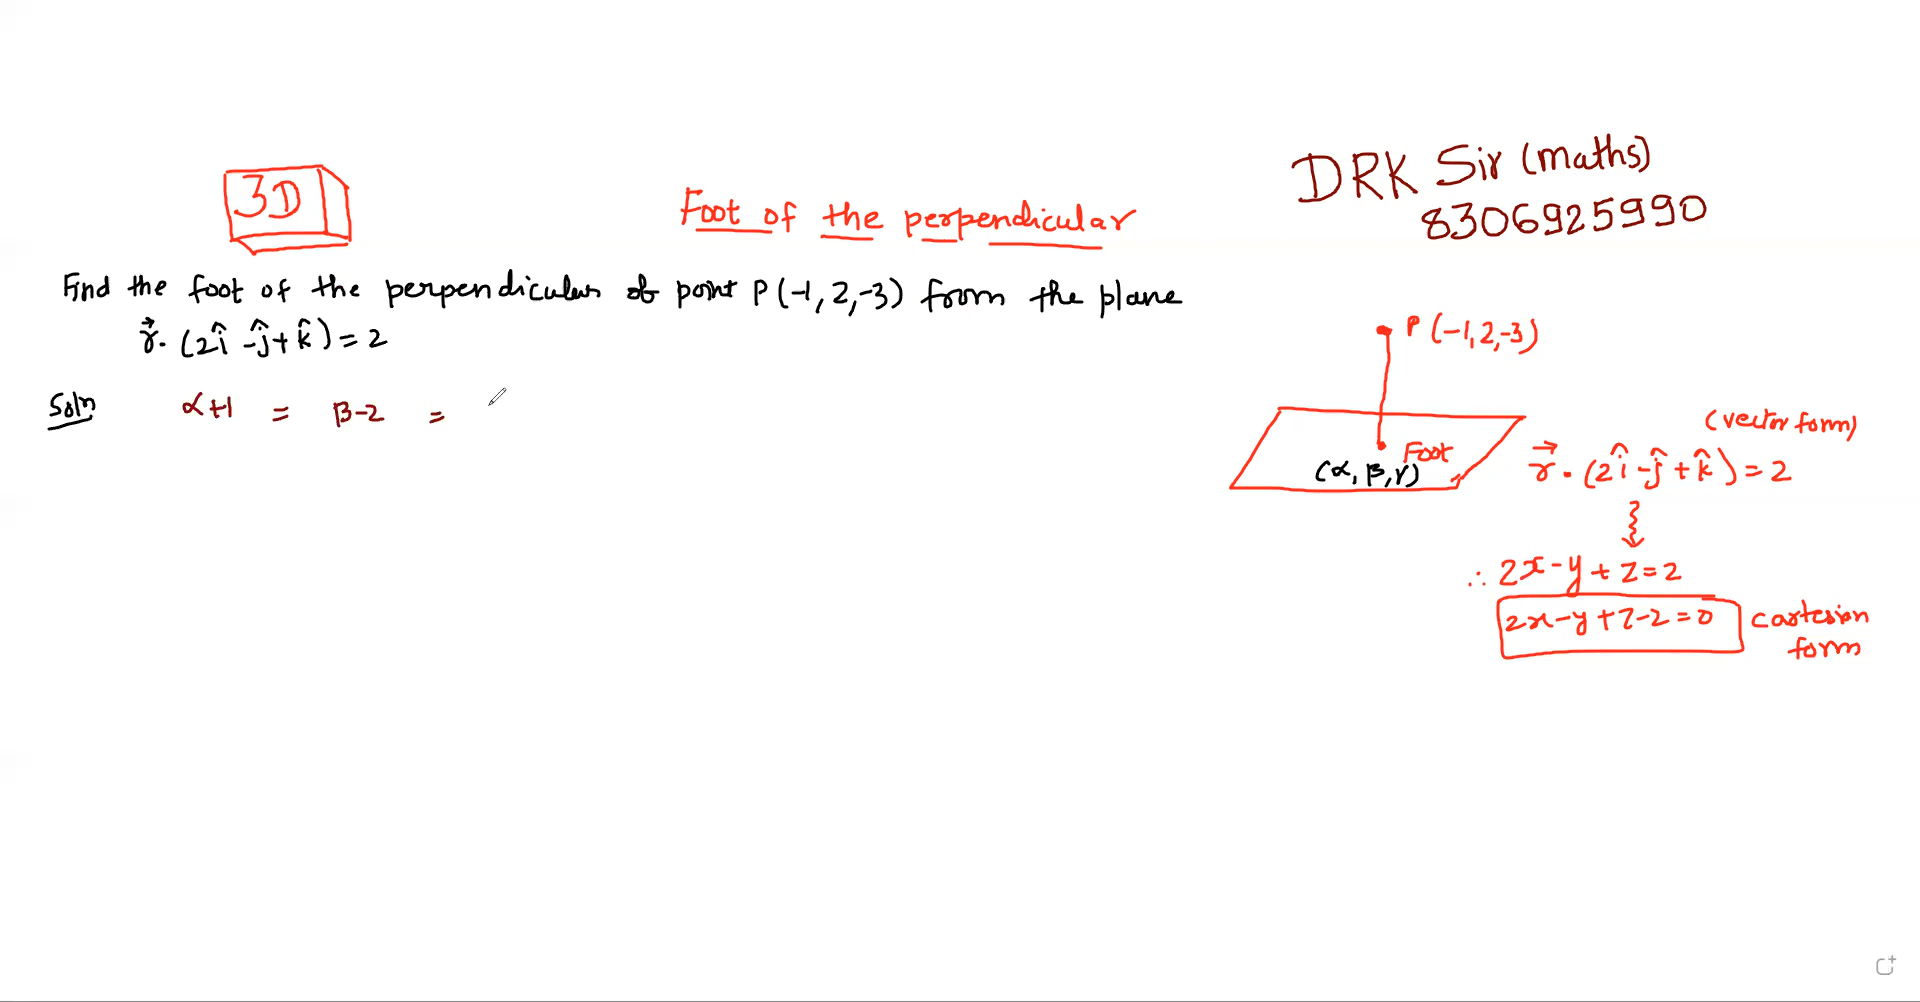 3D
Foot of the perpendicular
DRK Sir (maths)
8306925990
Find the foot of the perpendicular of point P(-1, 2, -3) from the plane
r⃗. (2î - ĵ + k̂) = 2
Soln α+1 = β-2 =
P(-1, 2, -3)
Foot
(α, β, γ)
(vector form)
r⃗. (2î - ĵ + k̂) = 2
∴ 2x - y + z = 2
2x - y + z - 2 = 0
cartesian
form